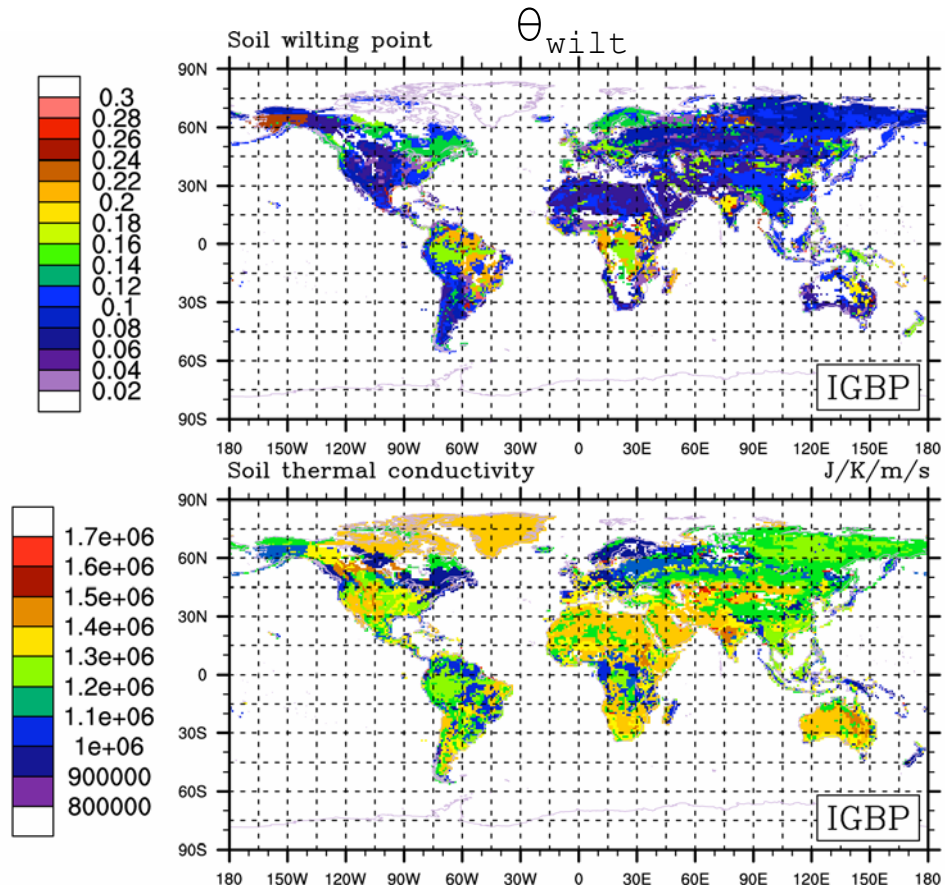 θwilt
Soil wilting point
90N
60N
30N
0
30S
60S
90S
180 150W 120W 90W 60W 30W 0 30E 60E 90E 120E 150E 180
IGBP
0.3
0.28
0.26
0.24
0.22
0.2
0.18
0.16
0.14
0.12
0.1
0.08
0.06
0.04
0.02
Soil thermal conductivity J/K/m/s
90N
60N
30N
0
30S
60S
90S
180 150W 120W 90W 60W 30W 0 30E 60E 90E 120E 150E 180
IGBP
1.7e+06
1.6e+06
1.5e+06
1.4e+06
1.3e+06
1.2e+06
1.1e+06
1e+06
900000
800000